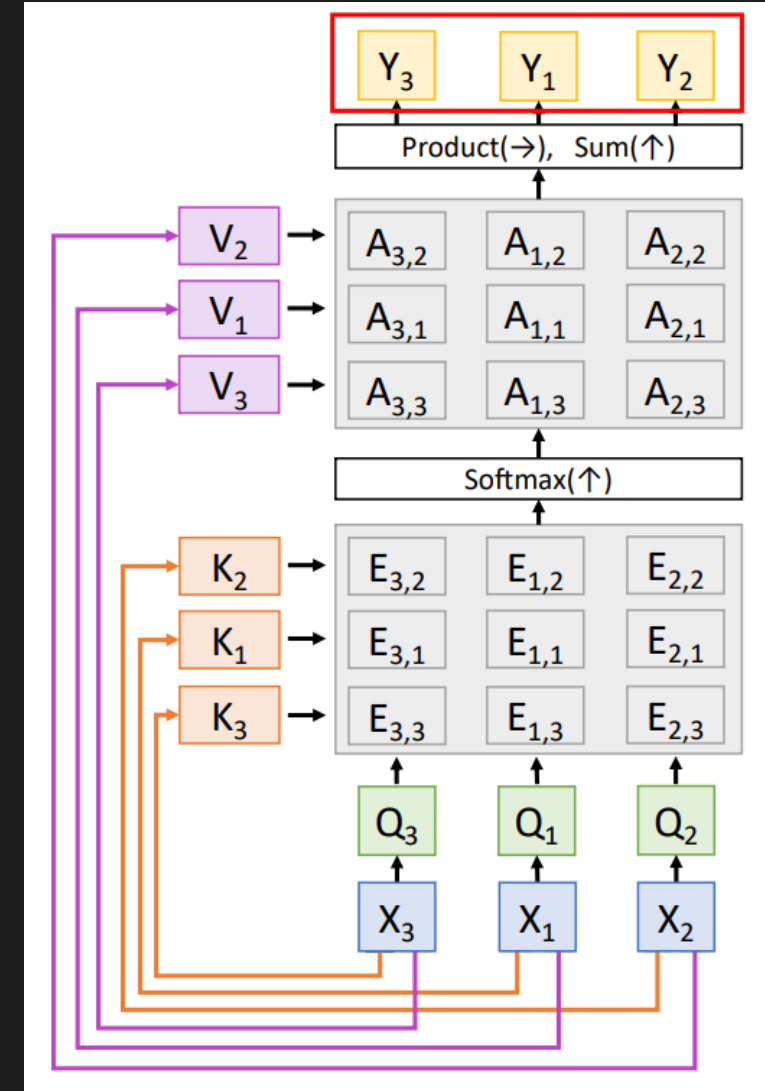 Y3 Y1 Y2
Product(→), Sum(↑)
V2 A3,2 A1,2 A2,2
V1 A3,1 A1,1 A2,1
V3 A3,3 A1,3 A2,3
Softmax(↑)
K2 E3,2 E1,2 E2,2
K1 E3,1 E1,1 E2,1
K3 E3,3 E1,3 E2,3
Q3 Q1 Q2
X3 X1 X2